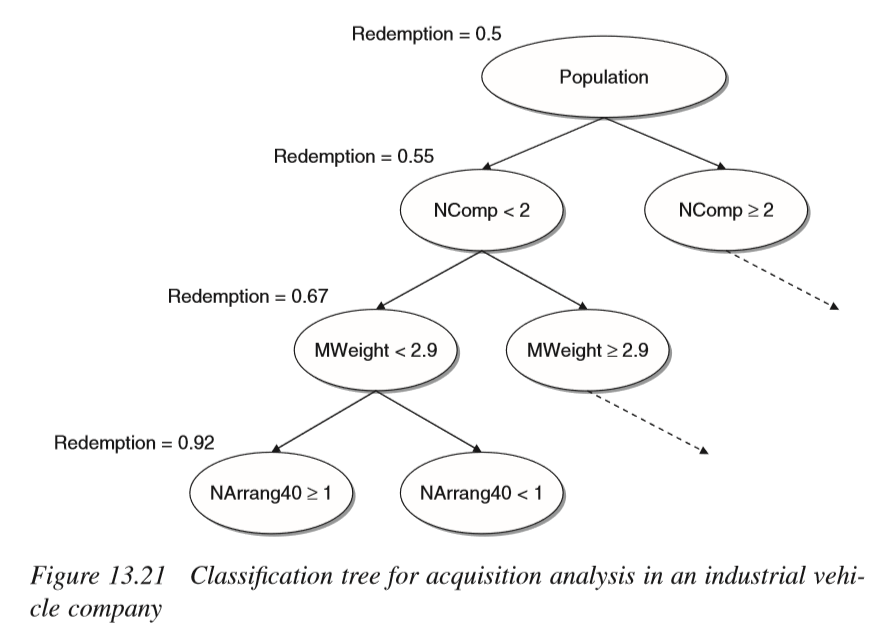 Redemption = 0.5
Population
Redemption = 0.55
NComp < 2
NComp ≥ 2
Redemption = 0.67
MWeight < 2.9
MWeight ≥ 2.9
Redemption = 0.92
NArrang40 ≥ 1
NArrang40 < 1
Figure 13.21 Classification tree for acquisition analysis in an industrial vehi-
cle company